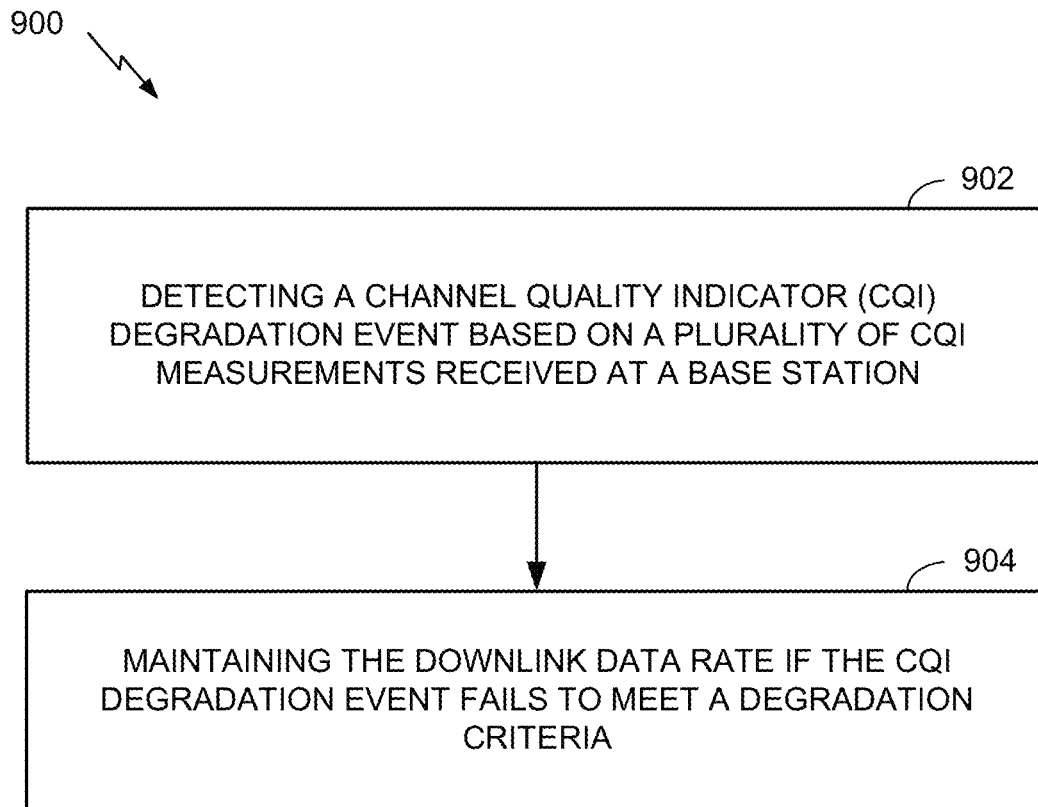 900
902
DETECTING A CHANNEL QUALITY INDICATOR (CQI)
DEGRADATION EVENT BASED ON A PLURALITY OF CQI
MEASUREMENTS RECEIVED AT A BASE STATION
904
MAINTAINING THE DOWNLINK DATA RATE IF THE CQI
DEGRADATION EVENT FAILS TO MEET A DEGRADATION
CRITERIA